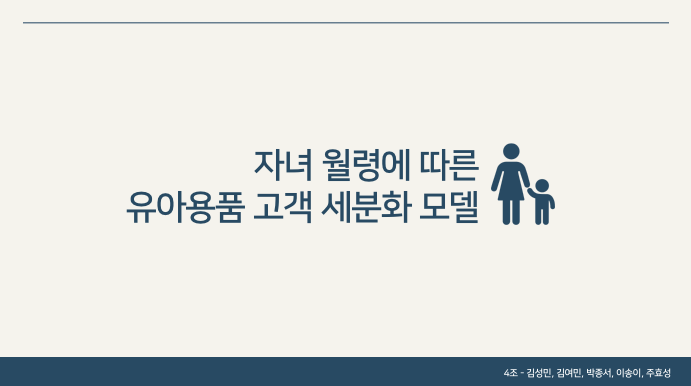 자녀 월령에 따른
유아용품 고객 세분화 모델
4조 - 김성민, 김여민, 박종서, 이송이, 주효성